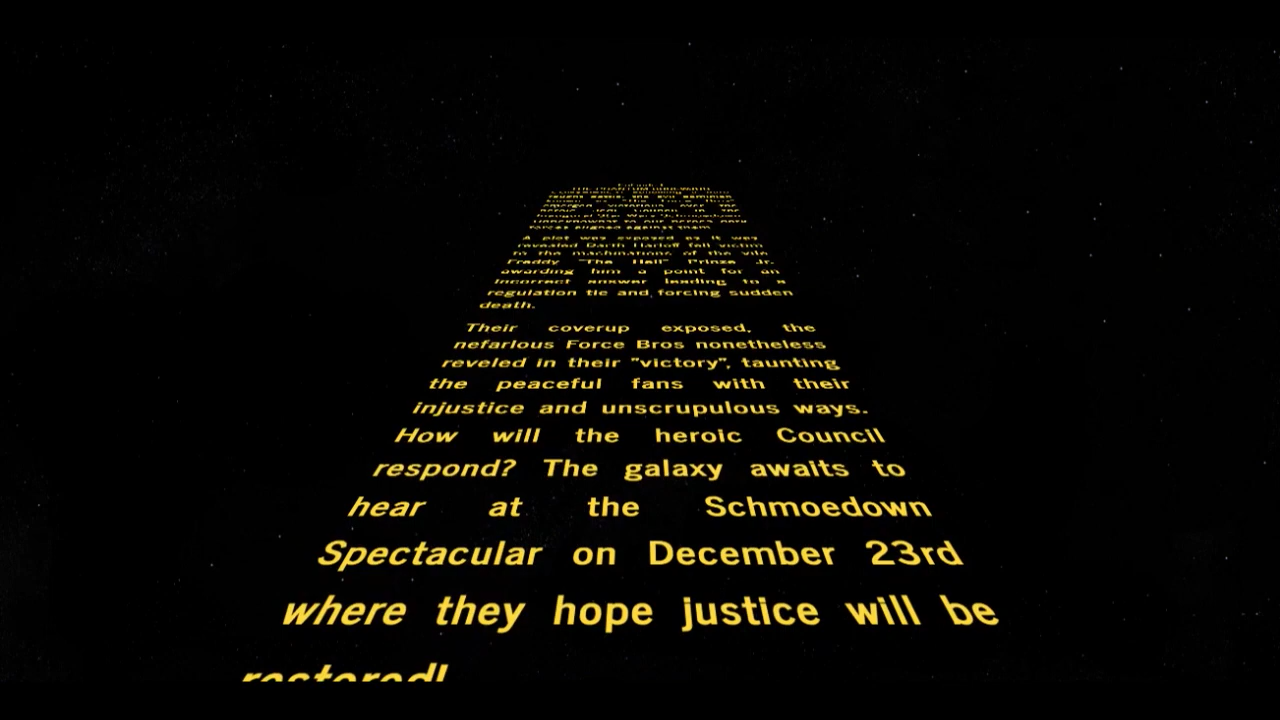 A plot was exposed as it was
revealed Darth Harloff fell victim
to the machinations of the vile
Freddy "The Hall" Prinze Jr.
awarding him a point for an
incorrect answer leading to a
regulation tie and forcing sudden
death.
Their coverup exposed, the
nefarious Force Bros nonetheless
reveled in their "victory", taunting
the peaceful fans with their
injustice and unscrupulous ways.
How will the heroic Council
respond? The galaxy awaits to
hear at the Schmoedown
Spectacular on December 23rd
where they hope justice will be
restored!